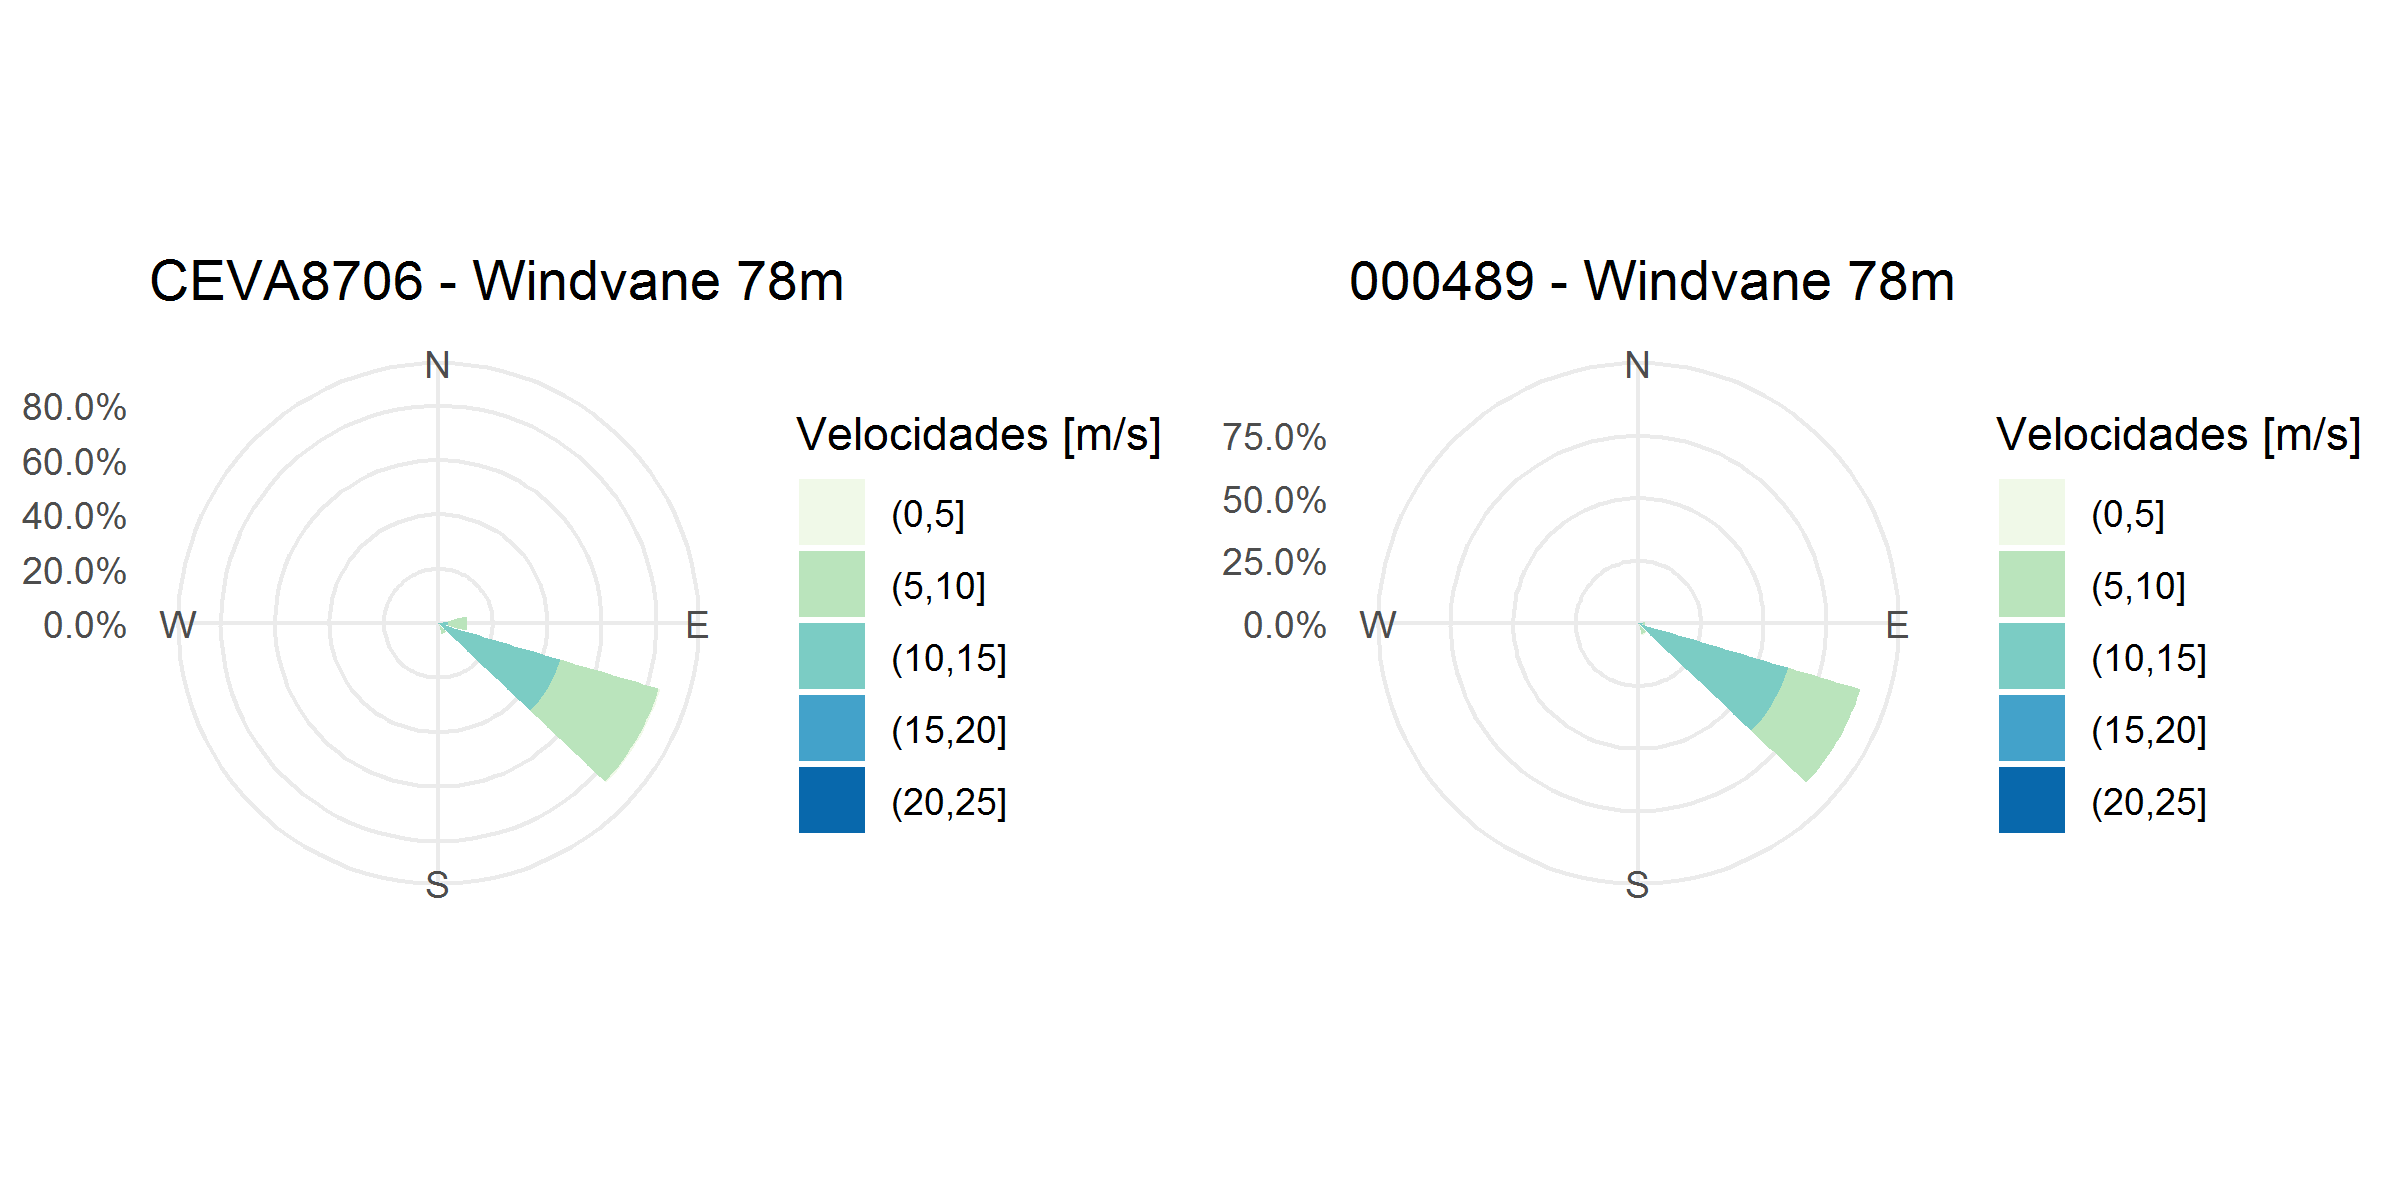 CEVA8706 - Windvane 78m
N
80.0%
60.0%
40.0%
20.0%
0.0%
W
E
S
Velocidades [m/s]
(0,5]
(5,10]
(10,15]
(15,20]
(20,25]
000489 - Windvane 78m
N
75.0%
50.0%
25.0%
0.0%
W
E
S
Velocidades [m/s]
(0,5]
(5,10]
(10,15]
(15,20]
(20,25]